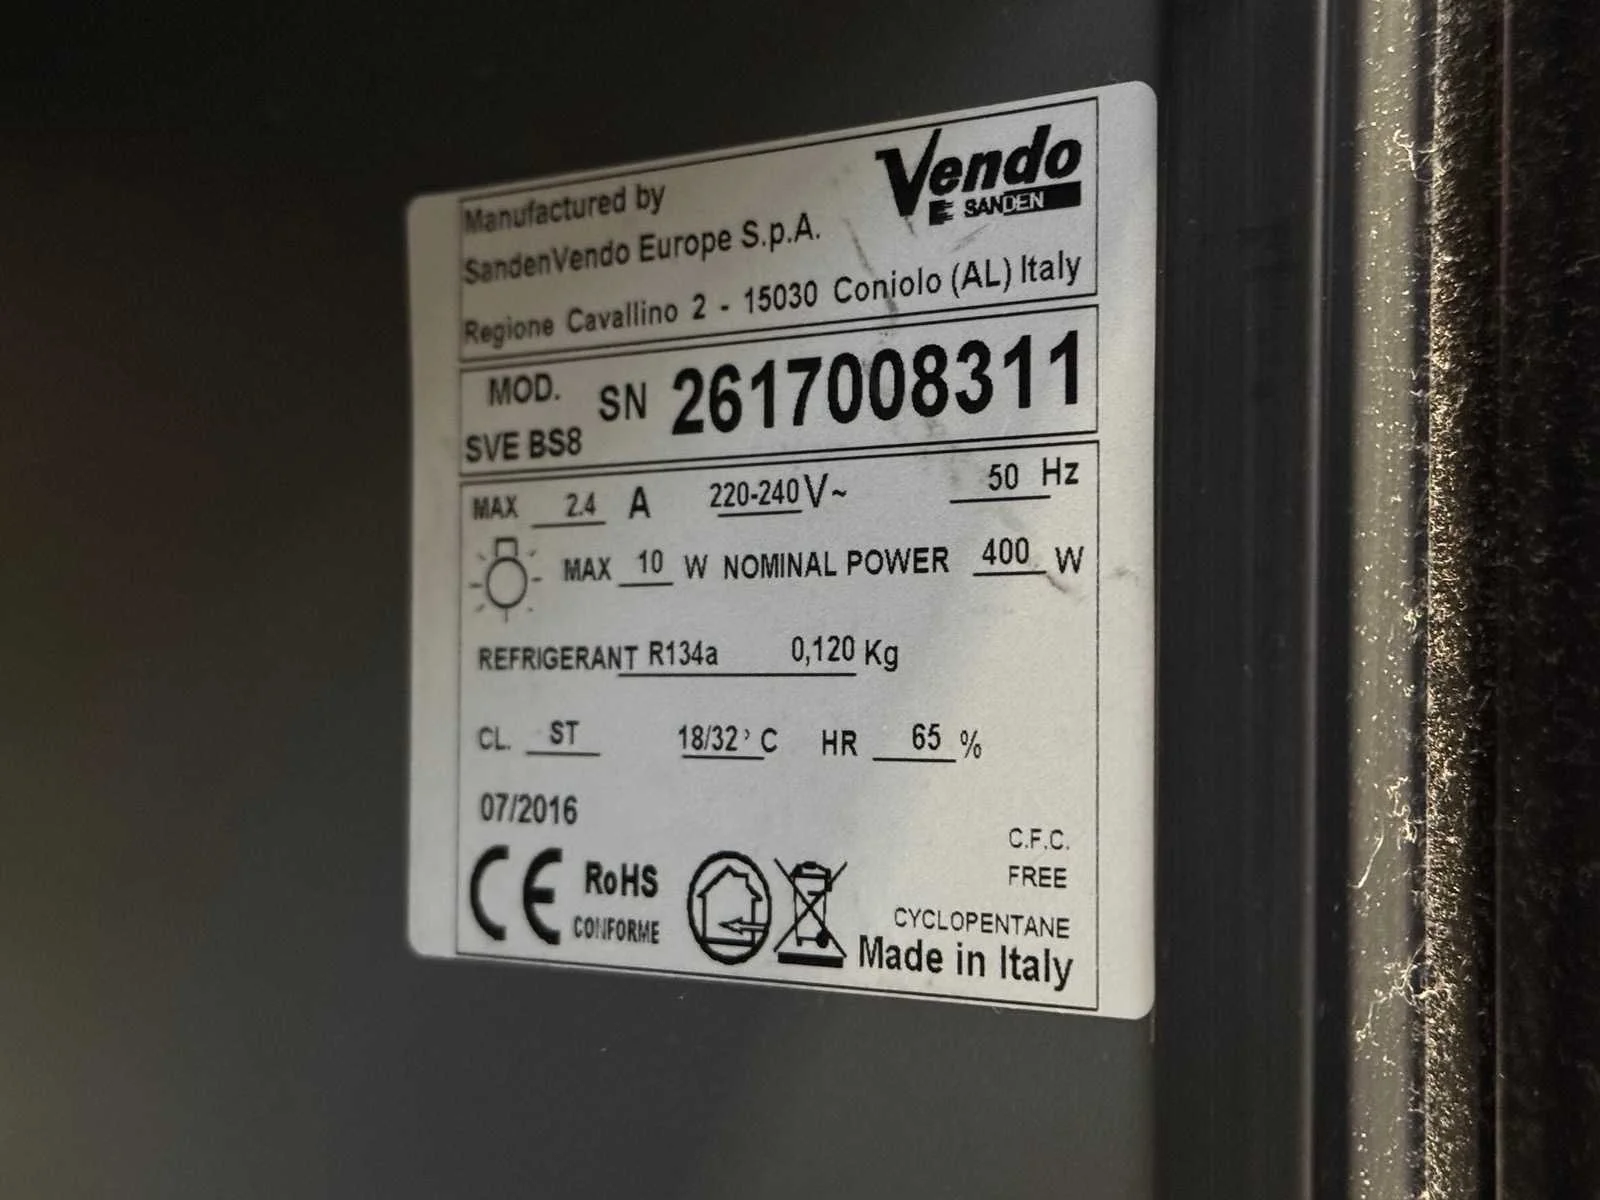 Vendo
SANDEN
Manufactured by
SandenVendo Europe S.p.A.
Regione Cavallino 2 - 15030 Coniolo (AL) Italy
MOD. SN 2617008311
SVE BS8
MAX 2.4 A 220-240 V~ 50 Hz
MAX 10 W NOMINAL POWER 400 W
REFRIGERANT R134a 0,120 Kg
CL. ST 18/32° C HR 65 %
07/2016
C.F.C.
FREE
CE RoHS
CONFORME
CYCLOPENTANE
Made in Italy